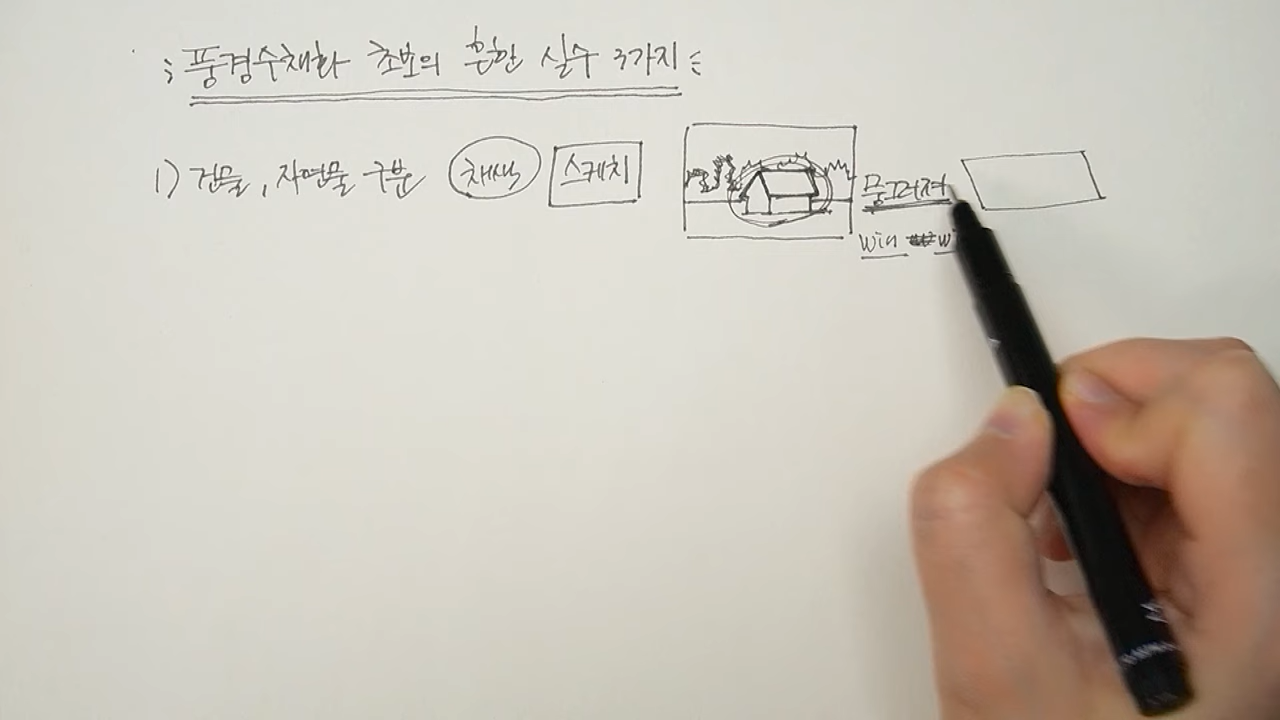 풍경수채화 초보의 흔한 실수 3가지
1) 건물, 자연물 구분 채색 스케치
뭉그러져
win